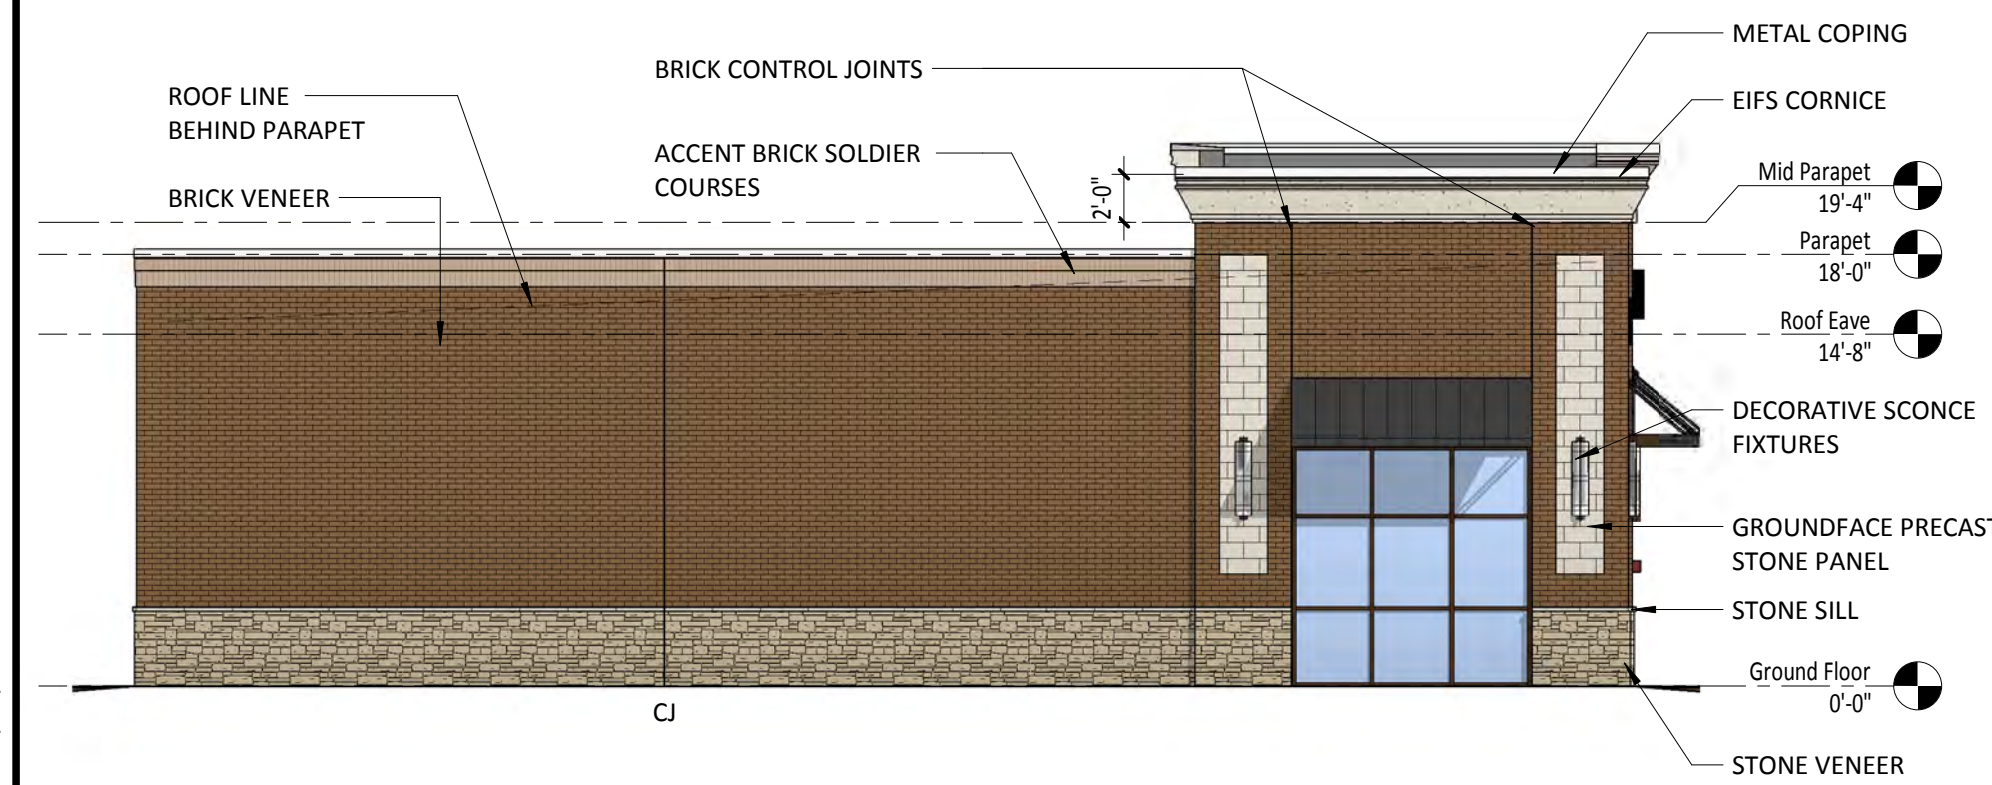 METAL COPING
BRICK CONTROL JOINTS
ROOF LINE
BEHIND PARAPET
EIFS CORNICE
ACCENT BRICK SOLDIER
COURSES
BRICK VENEER
2'-0"
Mid Parapet
19'-4"
Parapet
18'-0"
Roof Eave
14'-8"
DECORATIVE SCONCE
FIXTURES
GROUNDFACE PRECAST
STONE PANEL
STONE SILL
Ground Floor
0'-0"
CJ
STONE VENEER